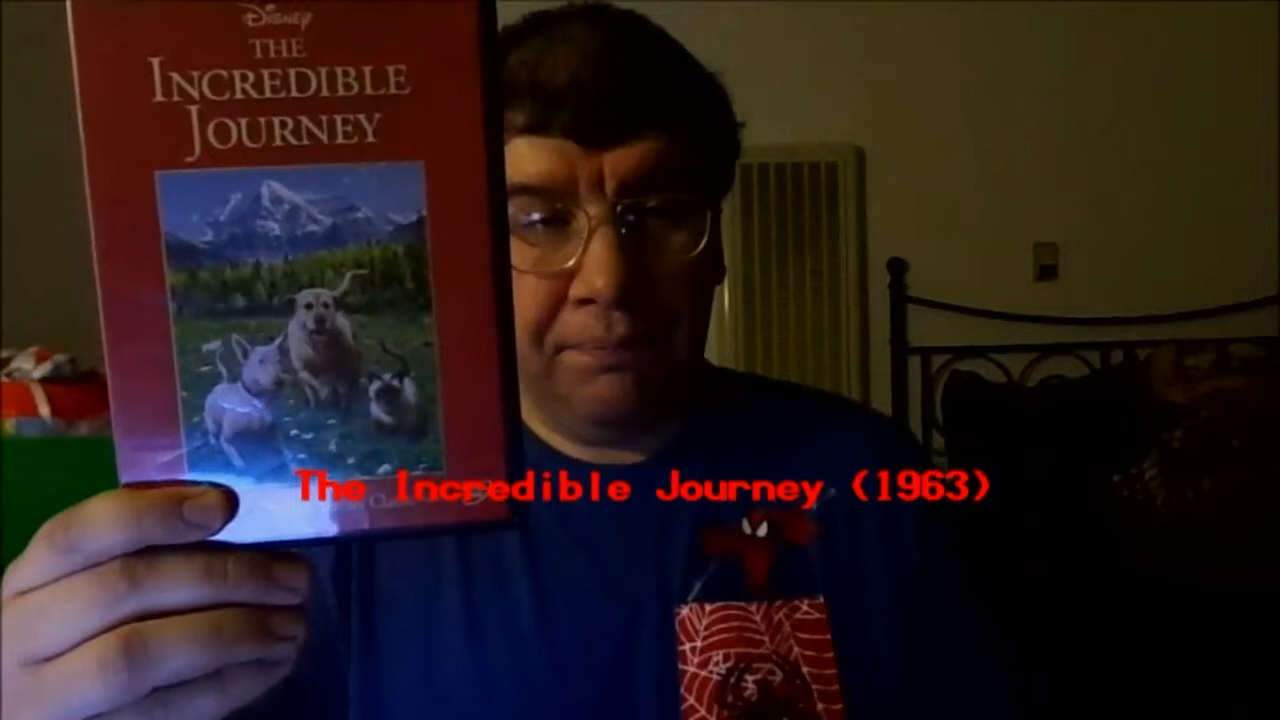 Disney
THE
INCREDIBLE
JOURNEY
The Incredible Journey (1963)